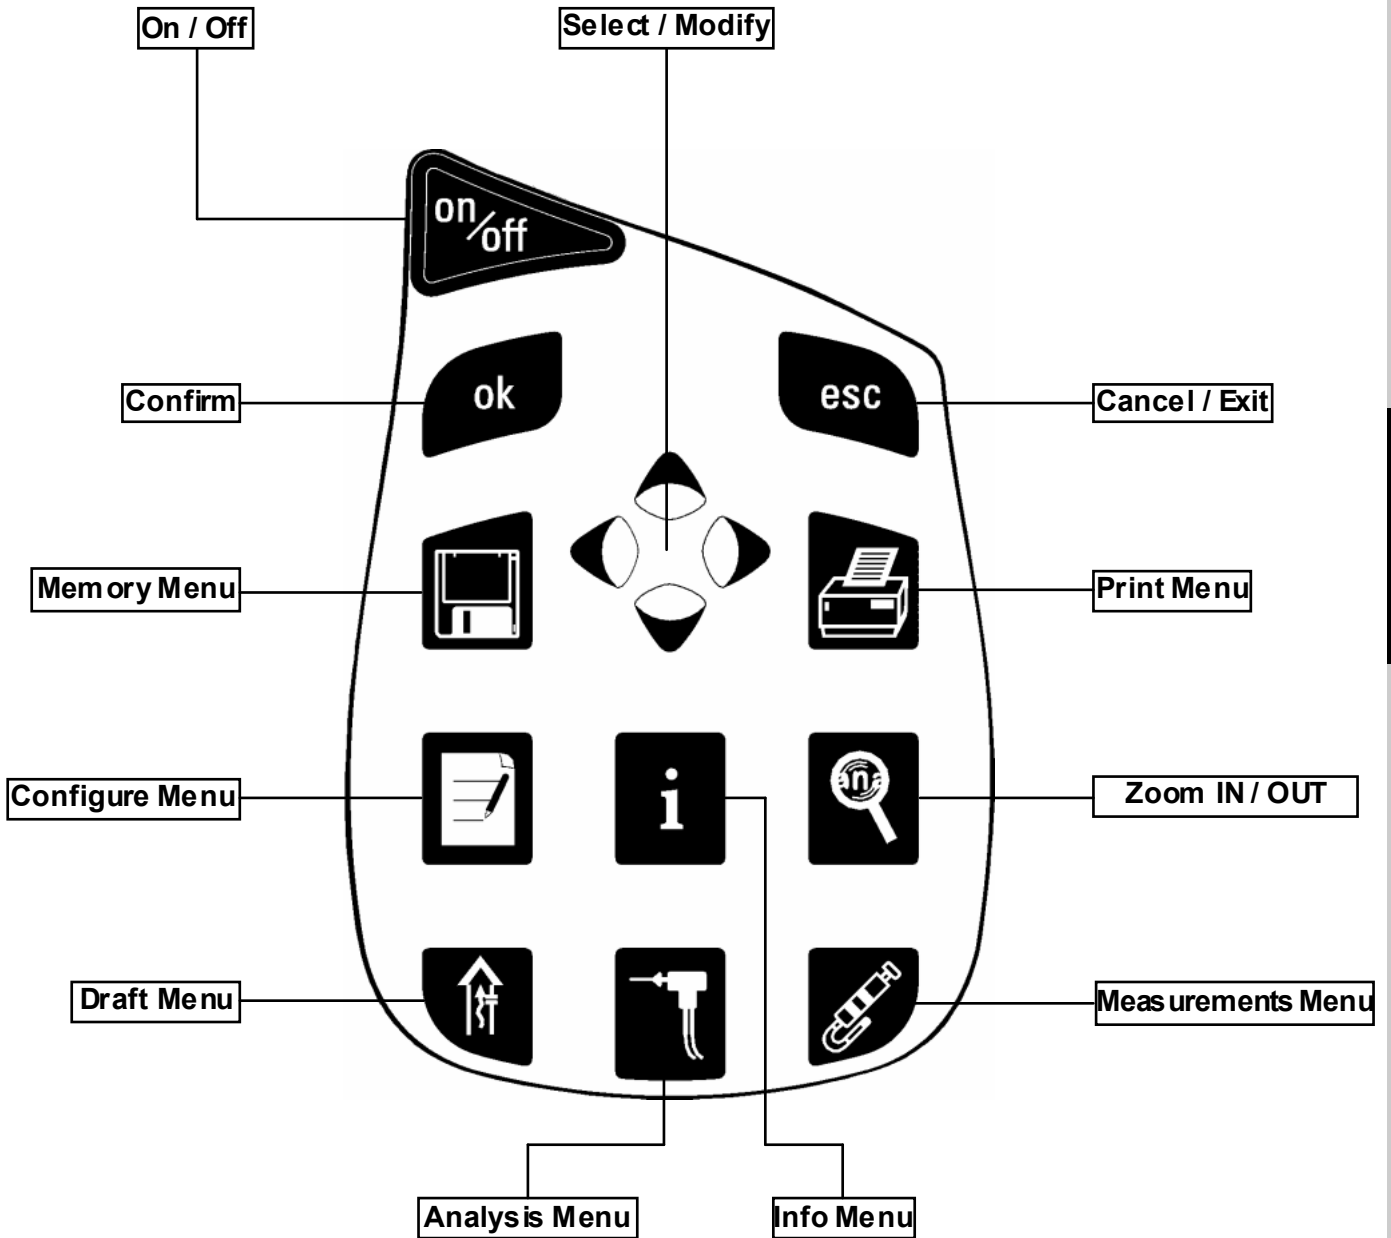 On / Off
Select / Modify
on/off
ok
esc
Confirm
Cancel / Exit
Memory Menu
Print Menu
i
ana
Configure Menu
Zoom IN / OUT
Draft Menu
Measurements Menu
Analysis Menu
Info Menu